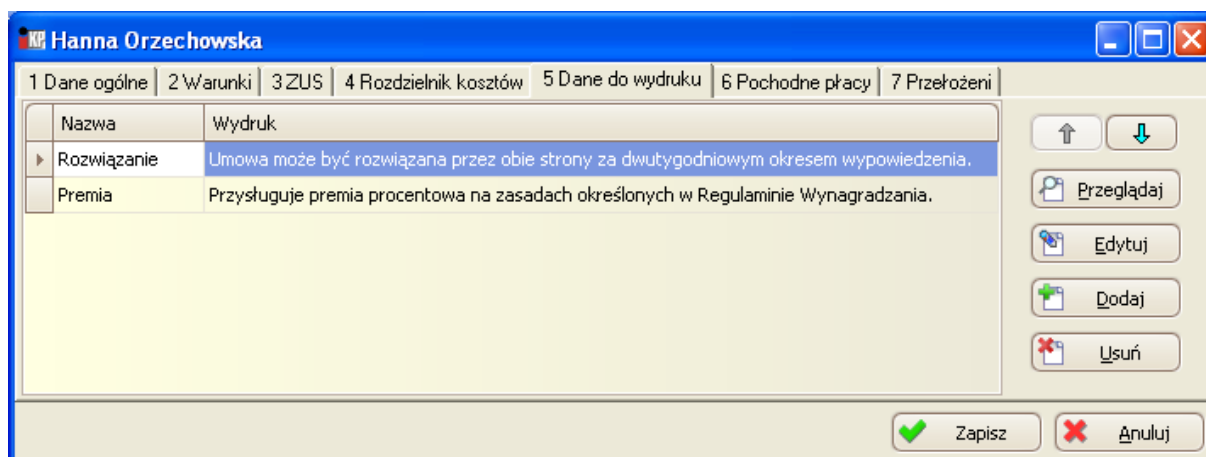 KP Hanna Orzechowska
1 Dane ogólne 2 Warunki 3 ZUS 4 Rozdzielnik kosztów 5 Dane do wydruku 6 Pochodne płacy 7 Przełożeni
Nazwa Wydruk
Rozwiązanie Umowa może być rozwiązana przez obie strony za dwutygodniowym okresem wypowiedzenia.
Premia Przysługuje premia procentowa na zasadach określonych w Regulaminie Wynagradzania.
Przeglądaj
Edytuj
Dodaj
Usuń
Zapisz Anuluj